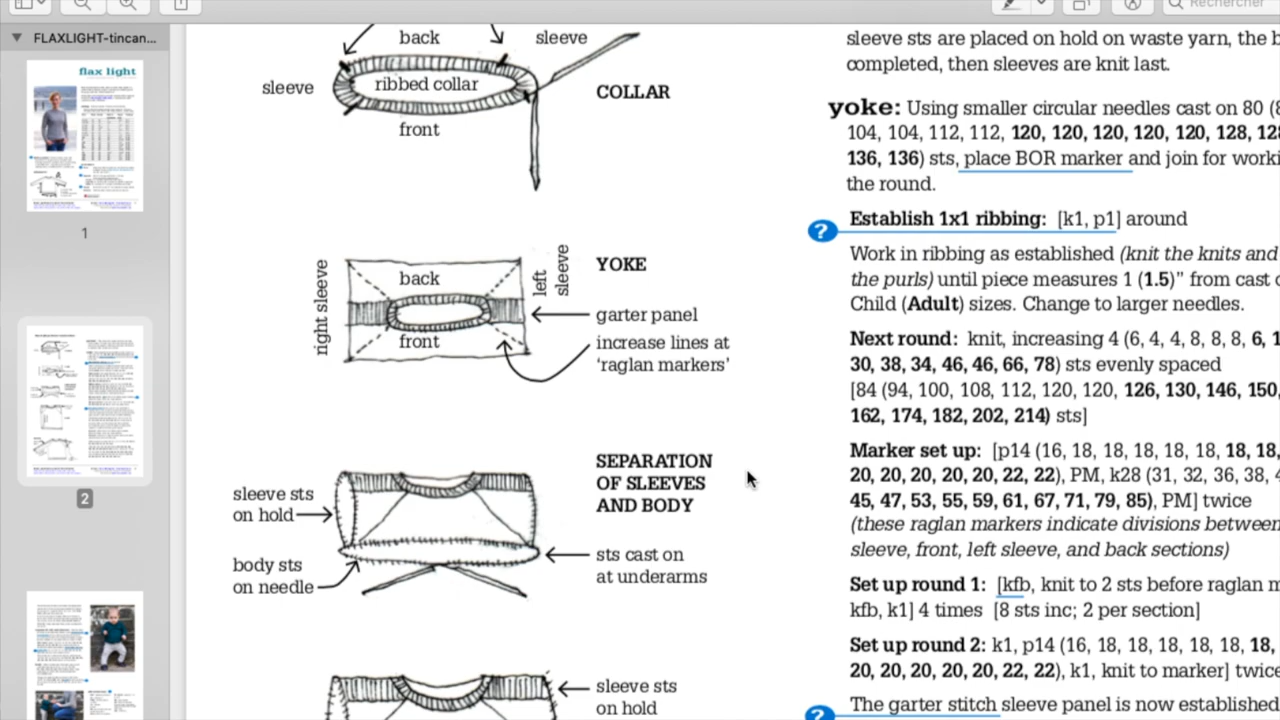 Rechercher
FLAXLIGHT-tincan...
flax light
1
2
back
sleeve
sleeve
ribbed collar
COLLAR
front
YOKE
back
left
sleeve
right sleeve
garter panel
front
increase lines at
'raglan markers'
SEPARATION
OF SLEEVES
AND BODY
sleeve sts
on hold
body sts
on needle
sts cast on
at underarms
sleeve sts
on hold
sleeve sts are placed on hold on waste yarn, the b
completed, then sleeves are knit last.
yoke: Using smaller circular needles cast on 80 (8
104, 104, 112, 112, 120, 120, 120, 120, 120, 128, 128
136, 136) sts, place BOR marker and join for worki
the round.
? Establish 1x1 ribbing: [k1, p1] around
Work in ribbing as established (knit the knits and
the purls) until piece measures 1 (1.5)" from cast o
Child (Adult) sizes. Change to larger needles.
Next round: knit, increasing 4 (6, 4, 4, 8, 8, 8, 6, 1
30, 38, 34, 46, 46, 66, 78) sts evenly spaced
[84 (94, 100, 108, 112, 120, 120, 126, 130, 146, 150,
162, 174, 182, 202, 214) sts]
Marker set up: [p14 (16, 18, 18, 18, 18, 18, 18, 18,
20, 20, 20, 20, 20, 22, 22), PM, k28 (31, 32, 36, 38, 4
45, 47, 53, 55, 59, 61, 67, 71, 79, 85), PM] twice
(these raglan markers indicate divisions between
sleeve, front, left sleeve, and back sections)
Set up round 1: [kfb, knit to 2 sts before raglan m
kfb, k1] 4 times [8 sts inc; 2 per section]
Set up round 2: k1, p14 (16, 18, 18, 18, 18, 18, 18,
20, 20, 20, 20, 20, 22, 22), k1, knit to marker] twice
? The garter stitch sleeve panel is now established